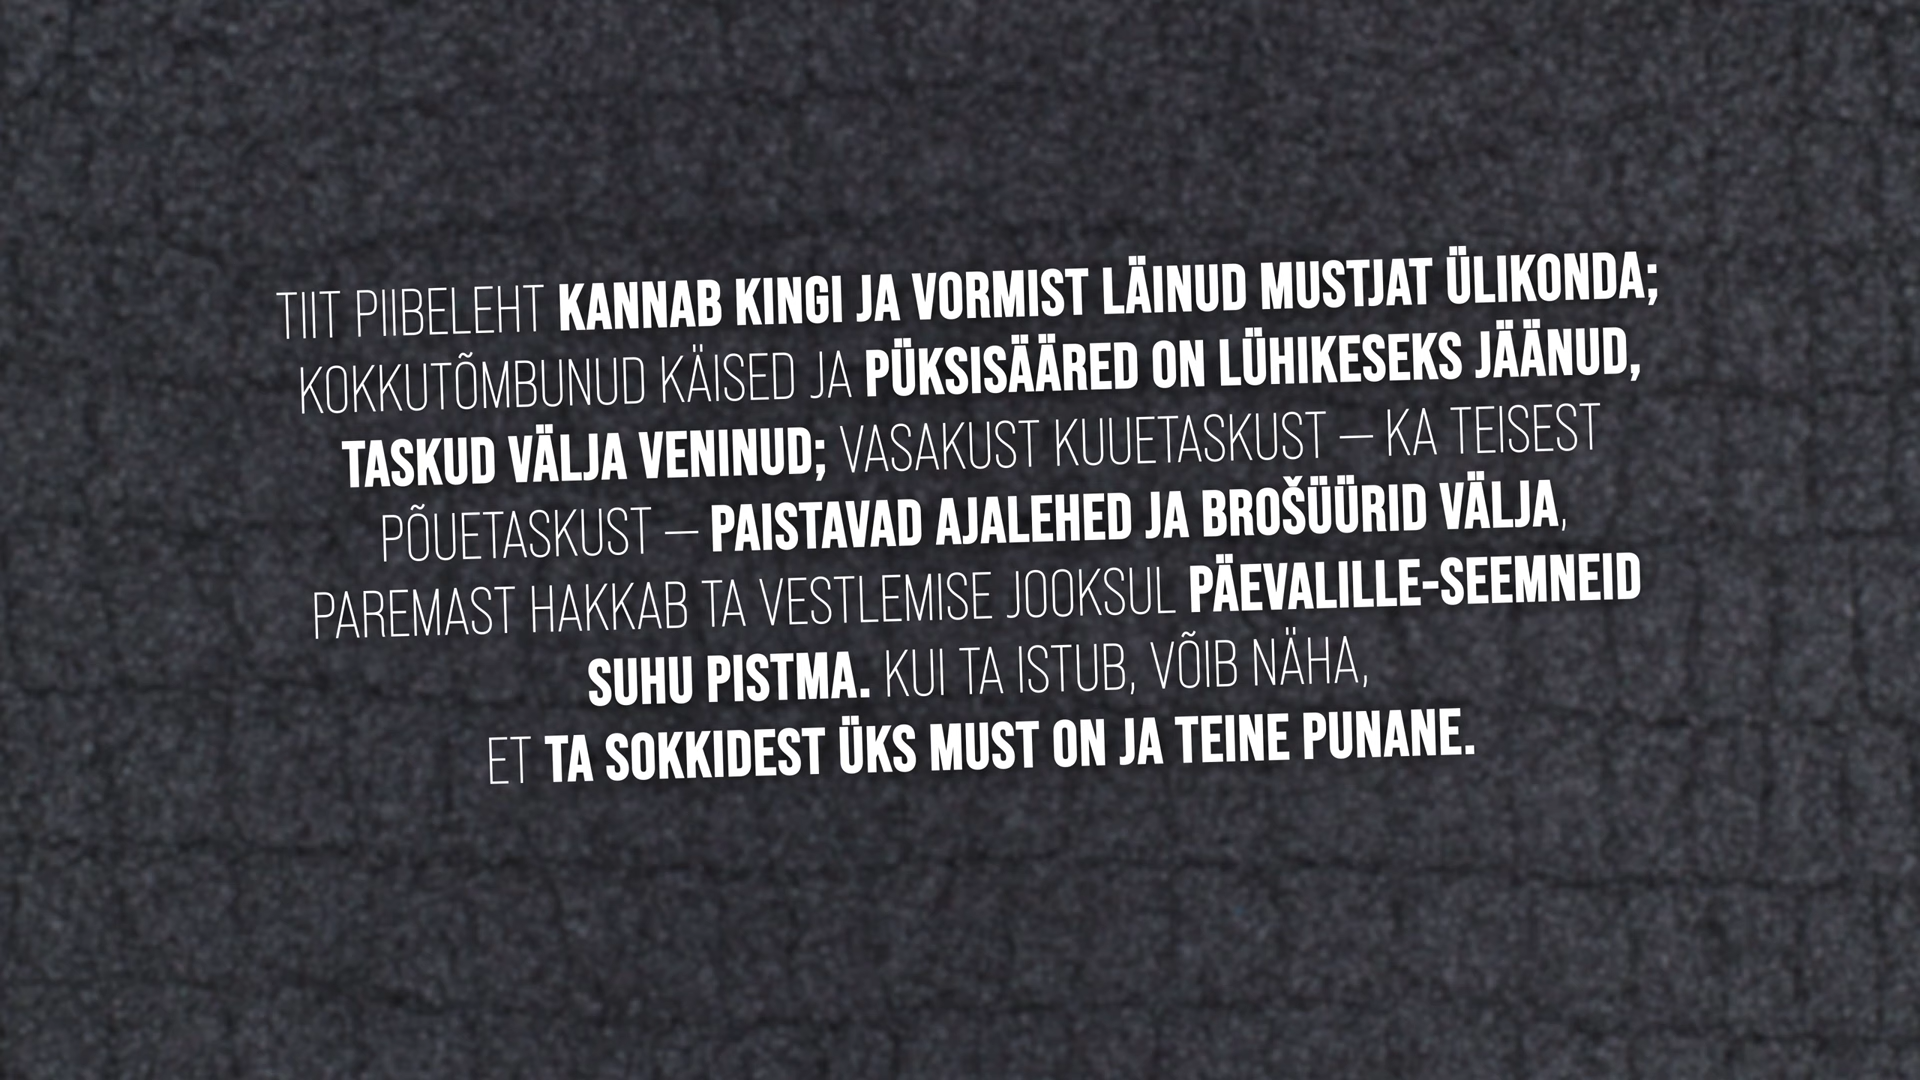 TIIT PIIBELEHT KANNAB KINGI JA VORMIST LÄINUD MUSTJAT ÜLIKONDA;
KOKKUTÕMBUNUD KÄISED JA PÜKSISÄÄRED ON LÜHIKESEKS JÄÄNUD,
TASKUD VÄLJA VENINUD; VASAKUST KUUETASKUST – KA TEISEST
PÕUETASKUST – PAISTAVAD AJALEHED JA BROŠÜÜRID VÄLJA,
PAREMAST HAKKAB TA VESTLEMISE JOOKSUL PÄEVALILLE-SEEMNEID
SUHU PISTMA. KUI TA ISTUB, VÕIB NÄHA,
ET TA SOKKIDEST ÜKS MUST ON JA TEINE PUNANE.